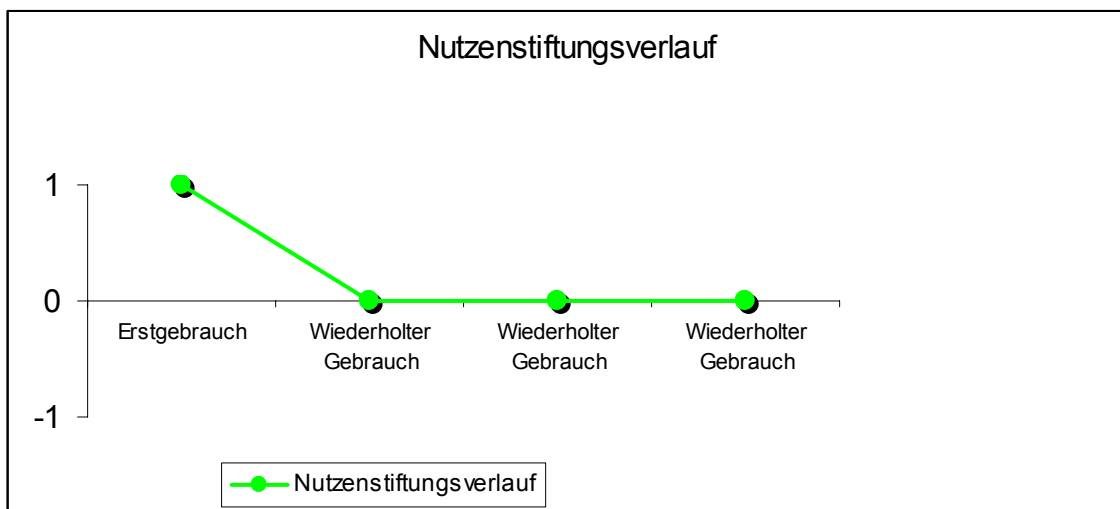 Nutzenstiftungsverlauf
1
0
-1
Erstgebrauch
Wiederholter
Gebrauch
Wiederholter
Gebrauch
Wiederholter
Gebrauch
Nutzenstiftungsverlauf